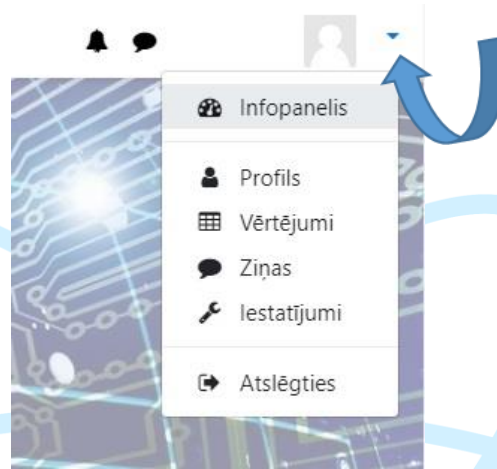 Infopanelis
Profils
Vērtējumi
Ziņas
Iestatījumi
Atslēgties